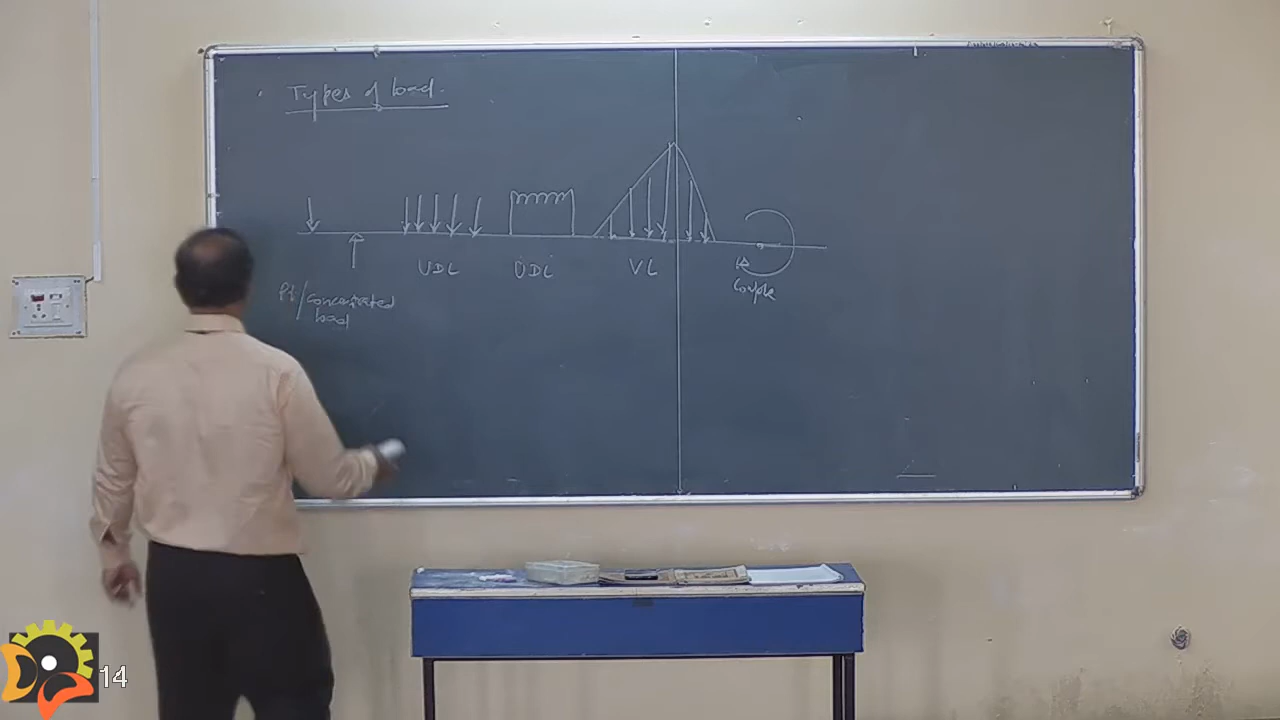 Types of load.
UDL UDL VL
Couple
Pt/concentrated
load
14